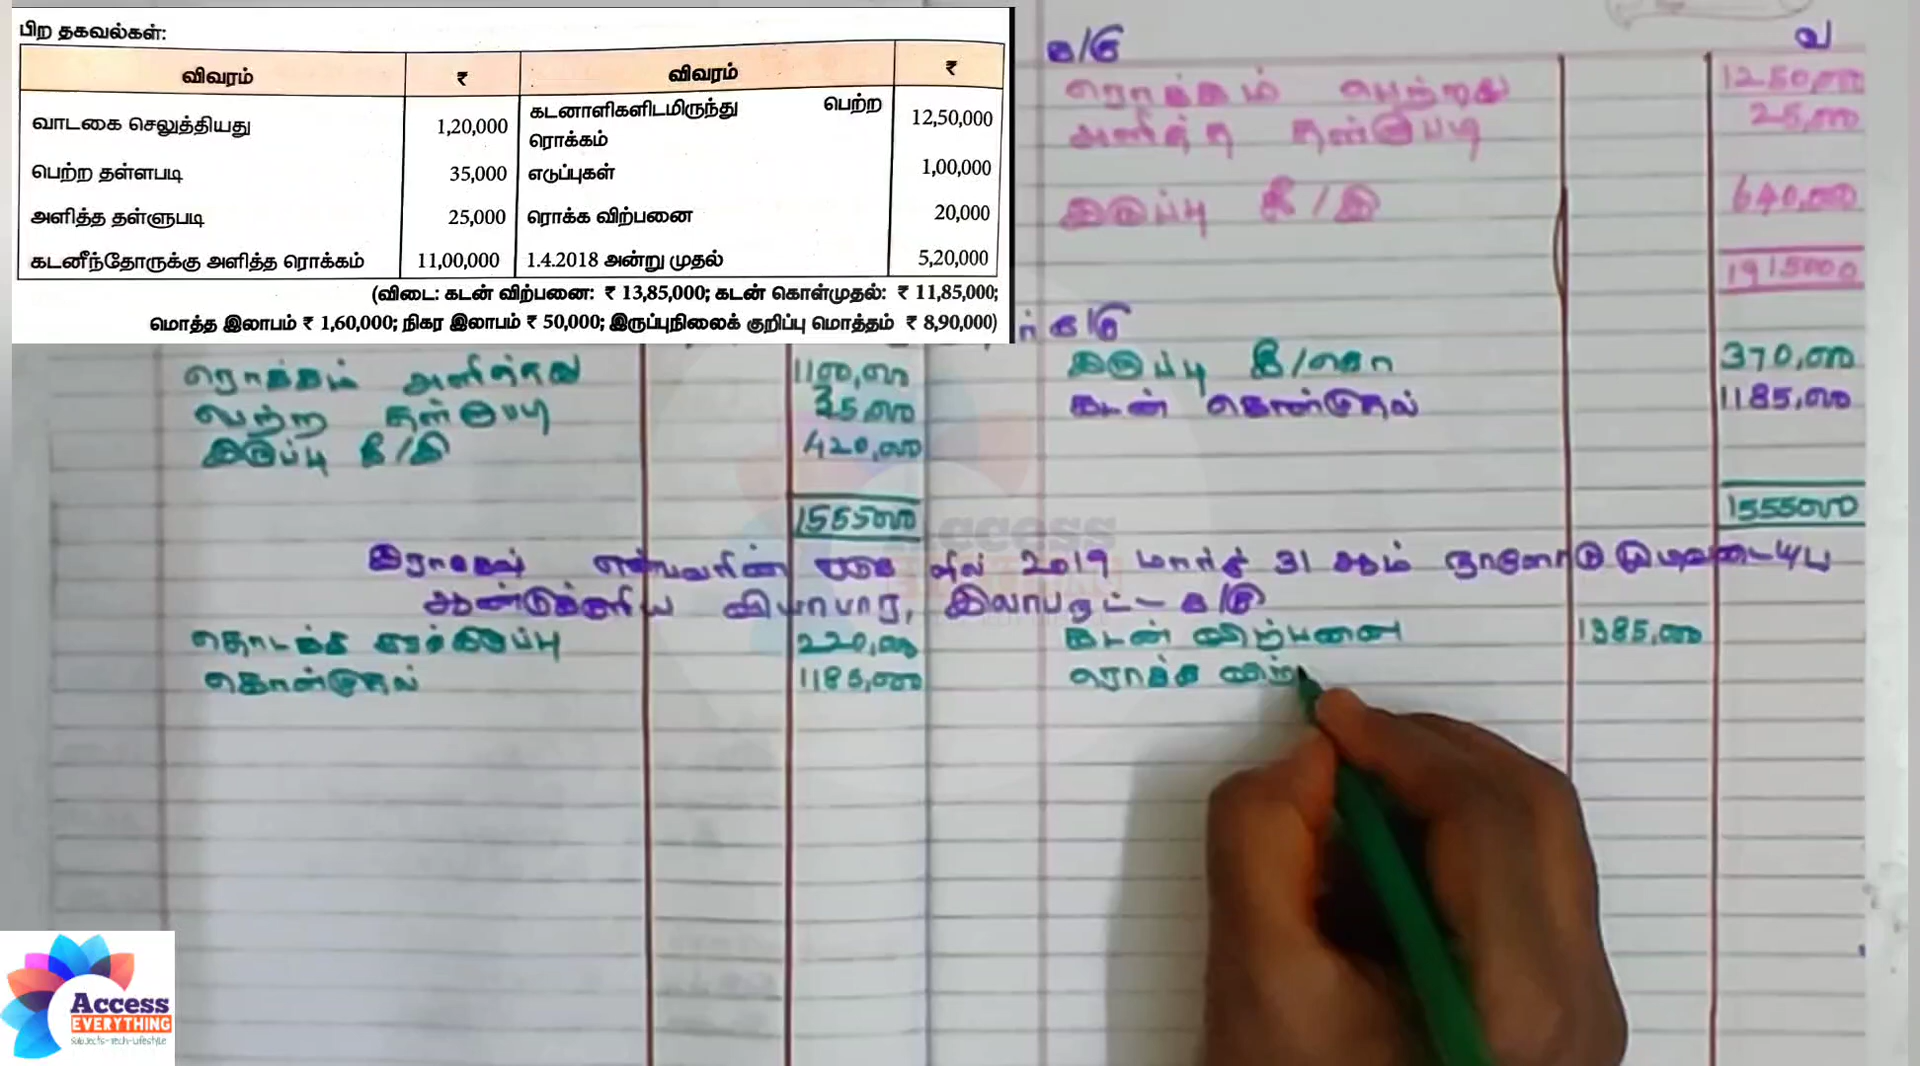 பிற தகவல்கள்:
விவரம் ₹ விவரம் ₹
வாடகை செலுத்தியது 1,20,000 கடனாளிகளிடமிருந்து பெற்ற ரொக்கம் 12,50,000
பெற்ற தள்ளபடி 35,000 எடுப்புகள் 1,00,000
அளித்த தள்ளுபடி 25,000 ரொக்க விற்பனை 20,000
கடனீந்தோருக்கு அளித்த ரொக்கம் 11,00,000 1.4.2018 அன்று முதல் 5,20,000
(விடை: கடன் விற்பனை: ₹ 13,85,000; கடன் கொள்முதல்: ₹ 11,85,000;
மொத்த இலாபம் ₹ 1,60,000; நிகர இலாபம் ₹ 50,000; இருப்புநிலைக் குறிப்பு மொத்தம் ₹ 8,90,000)
க/கு வ
ரொக்கம் பெற்றது 1250,000
அளித்த தள்ளுபடி 25,000
இருப்பு கீ/இ 640,000
1915000
க/கு
ரொக்கம் அளித்தது 1100,000 இருப்பு கீ/கொ 370,000
பெற்ற தள்ளுபடி 35,000 கடன் கொள்முதல் 1185,000
இருப்பு கீ/இ 420,000
1555000 1555000
இராகுல் என்பவரின் ஏடுகளில் 2019 மார்ச் 31 ஆம் நாளோடு முடிவடையும்
ஆண்டுக்குரிய வியாபார, இலாபநட்ட க/கு
தொடக்க சரக்கிருப்பு 220,000 கடன் விற்பனை 1385,000
கொள்முதல் 1185,000 ரொக்க விற்
Access
EVERYTHING
subjects-tech-lifestyle